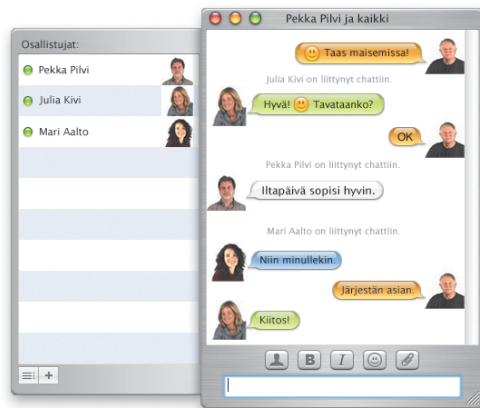 Osallistujat:
Pekka Pilvi
Julia Kivi
Mari Aalto
Pekka Pilvi ja kaikki
Taas maisemissa!
Julia Kivi on liittynyt chattiin.
Hyvä! Tavataanko?
OK
Pekka Pilvi on liittynyt chattiin.
Iltapäivä sopisi hyvin.
Mari Aalto on liittynyt chattiin.
Niin minullekin.
Järjestän asian.
Kiitos!
B I